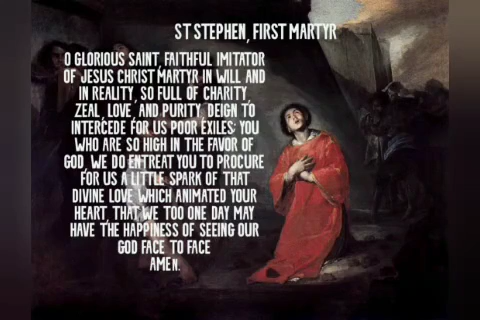 ST STEPHEN, FIRST MARTYR
O GLORIOUS SAINT, FAITHFUL IMITATOR
OF JESUS CHRIST MARTYR IN WILL AND
IN REALITY, SO FULL OF CHARITY,
ZEAL, LOVE, AND PURITY, DEIGN TO
INTERCEDE FOR US POOR EXILES; YOU
WHO ARE SO HIGH IN THE FAVOR OF
GOD, WE DO ENTREAT YOU TO PROCURE
FOR US A LITTLE SPARK OF THAT
DIVINE LOVE WHICH ANIMATED YOUR
HEART, THAT WE TOO ONE DAY MAY
HAVE THE HAPPINESS OF SEEING OUR
GOD FACE TO FACE
AMEN.